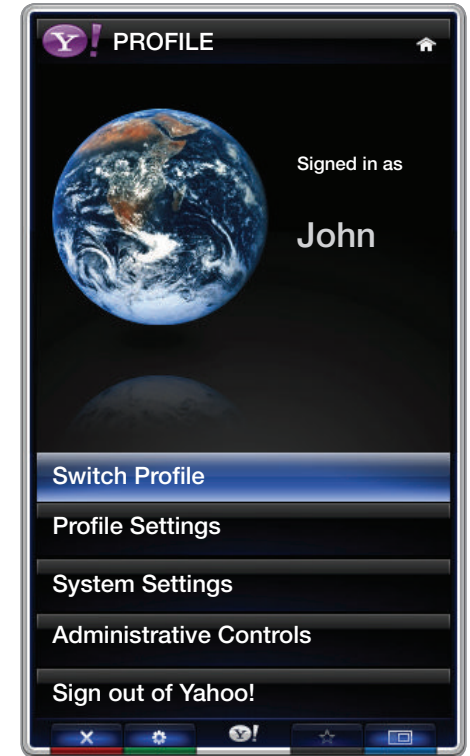 Y! PROFILE
Signed in as
John
Switch Profile
Profile Settings
System Settings
Administrative Controls
Sign out of Yahoo!
Y!